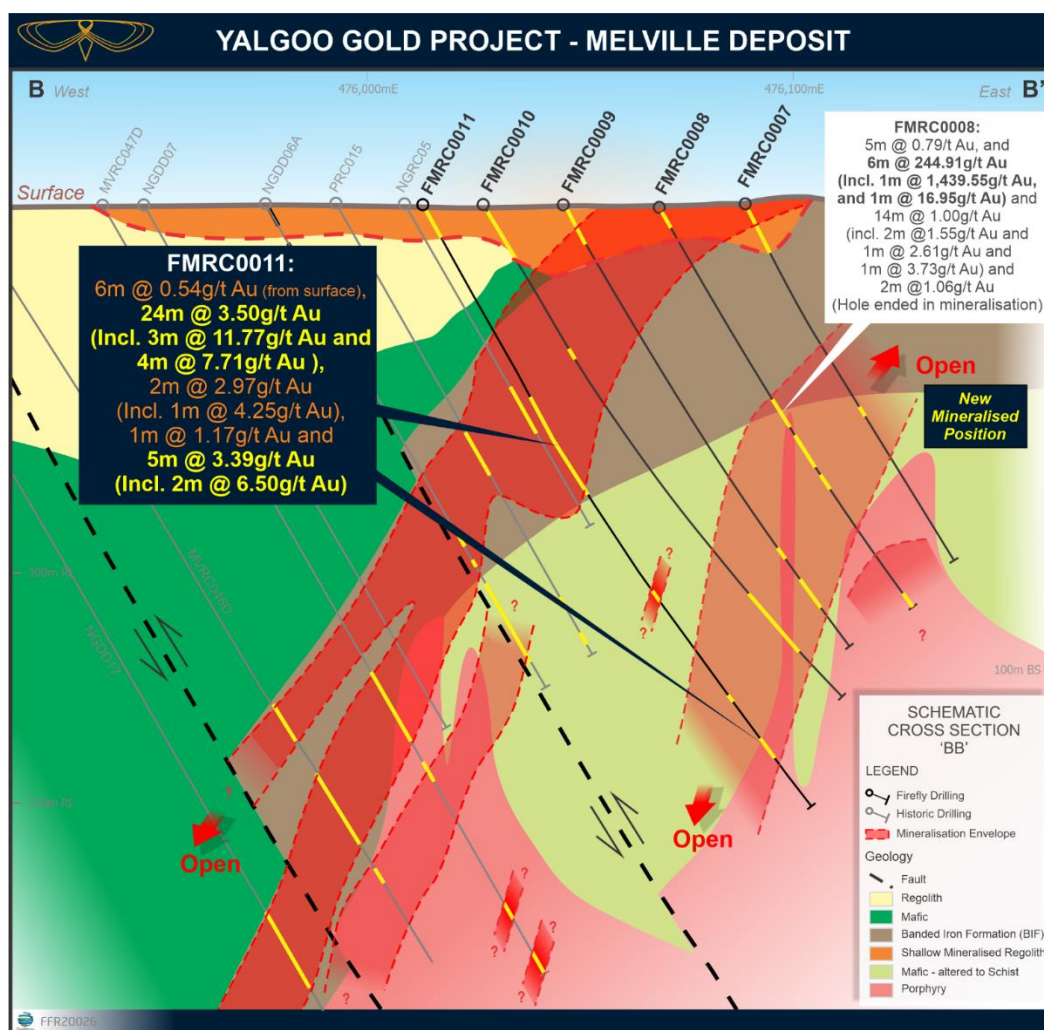 YALGOO GOLD PROJECT - MELVILLE DEPOSIT
B West
476,000mE
476,100mE
East B'
MVRC047D
NGDD07
NGDD06A
PRC015
NGRC05
FMRC0011
FMRC0010
FMRC0009
FMRC0008
FMRC0007
Surface
FMRC0008:
5m @ 0.79/t Au, and
6m @ 244.91g/t Au
(Incl. 1m @ 1,439.55g/t Au,
and 1m @ 16.95g/t Au) and
14m @ 1.00g/t Au
(incl. 2m @1.55g/t Au and
1m @ 2.61g/t Au and
1m @ 3.73g/t Au) and
2m @1.06g/t Au
(Hole ended in mineralisation)
FMRC0011:
6m @ 0.54g/t Au (from surface),
24m @ 3.50g/t Au
(Incl. 3m @ 11.77g/t Au and
4m @ 7.71g/t Au ),
2m @ 2.97g/t Au
(Incl. 1m @ 4.25g/t Au),
1m @ 1.17g/t Au and
5m @ 3.39g/t Au
(Incl. 2m @ 6.50g/t Au)
Open
New
Mineralised
Position
300m RL
MVRC046D
NGDD17
?
?
?
?
?
?
100m BS
200m RL
?
Open
Open
?
?
?
?
?
?
SCHEMATIC
CROSS SECTION
'BB'
LEGEND
Firefly Drilling
Historic Drilling
Mineralisation Envelope
Geology
Fault
Regolith
Mafic
Banded Iron Formation (BIF)
Shallow Mineralised Regolith
Mafic - altered to Schist
Porphyry
FFR20026